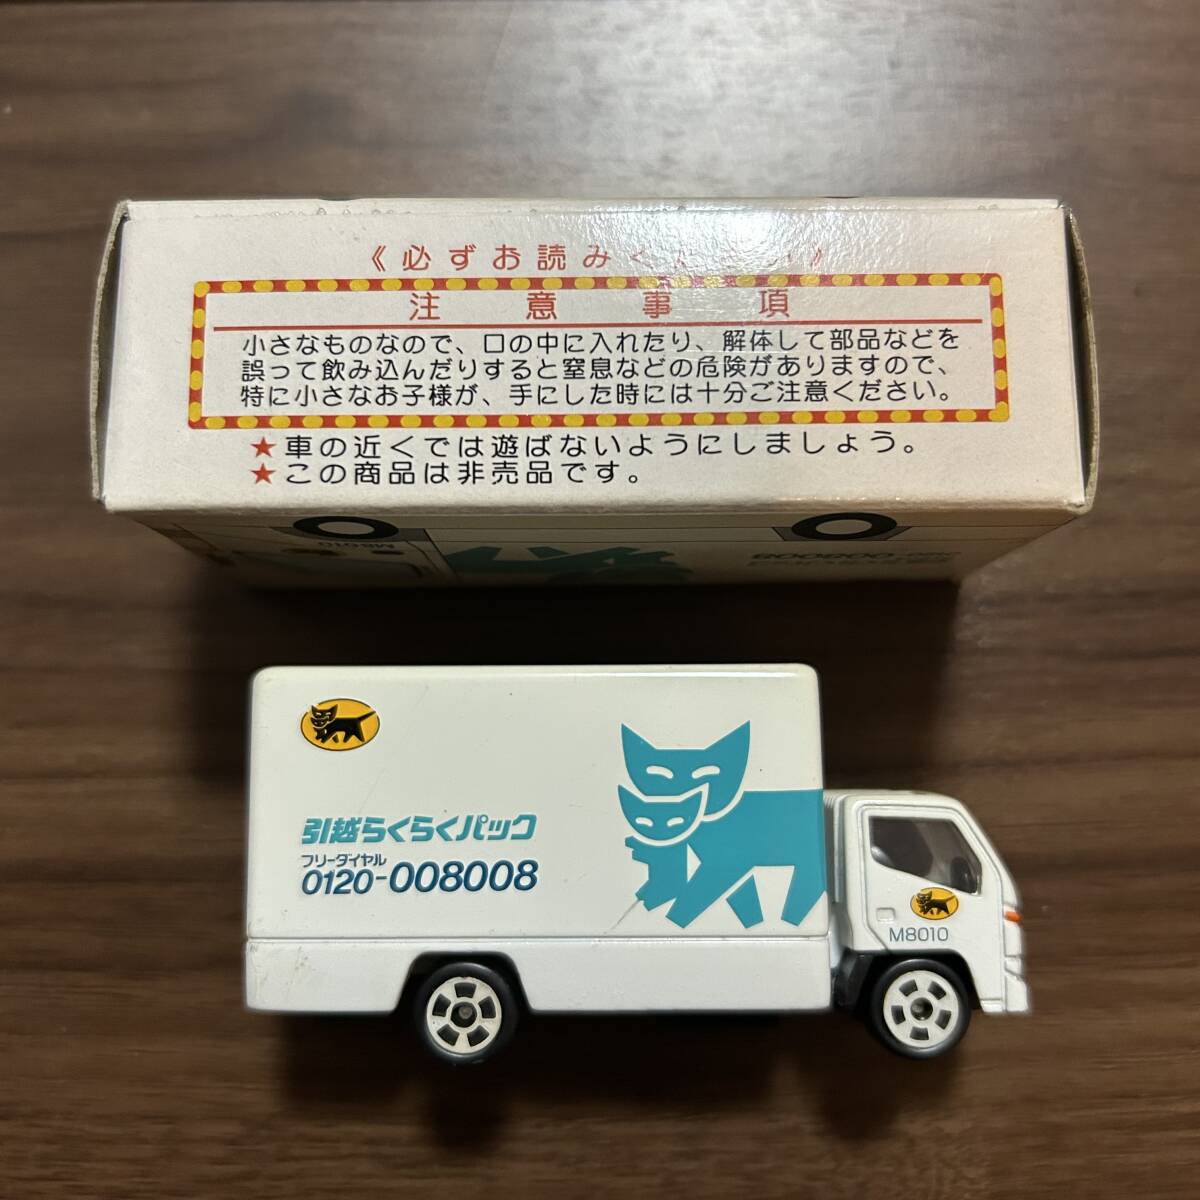 《必ずお読みください》
注意事項
小さなものなので、口の中に入れたり、解体して部品などを
誤って飲み込んだりすると窒息などの危険がありますので、
特に小さなお子様が、手にした時には十分ご注意ください。
★車の近くでは遊ばないようにしましょう。
★この商品は非売品です。
M8010
引越らくらくパック
フリーダイヤル
0120-008008
M8010